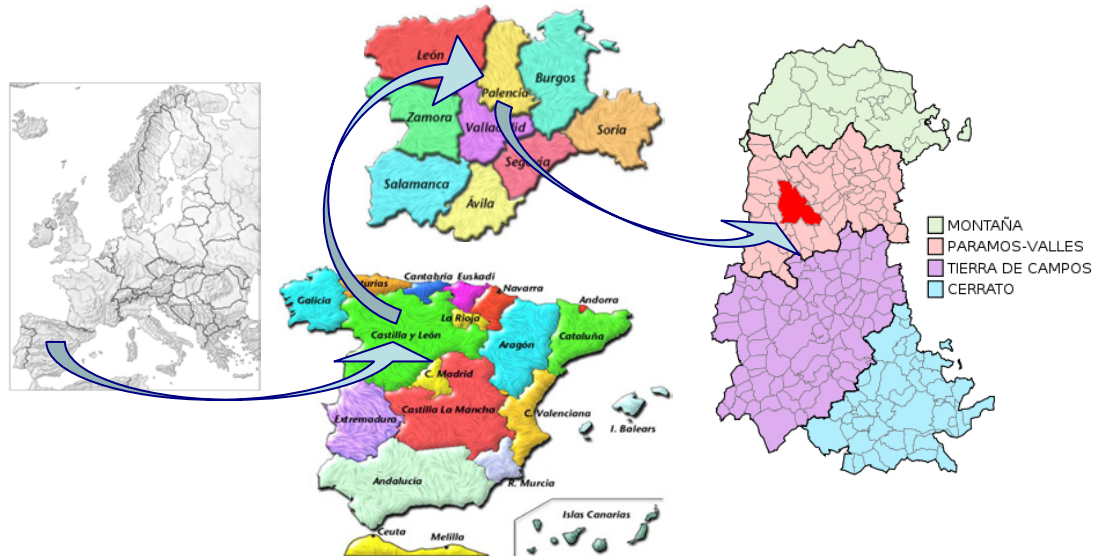 León
Palencia
Burgos
Zamora
Valladolid
Soria
Segovia
Salamanca
Ávila
Cantabria
Euskadi
Navarra
Galicia
turias
Andorra
La Rioja
Castilla y León
Aragón
Cataluña
C. Madrid
Castilla La Mancha
C. Valenciana
Extremadura
I. Balears
R. Murcia
Andalucía
Islas Canarias
Ceuta
Melilla
MONTAÑA
PARAMOS-VALLES
TIERRA DE CAMPOS
CERRATO